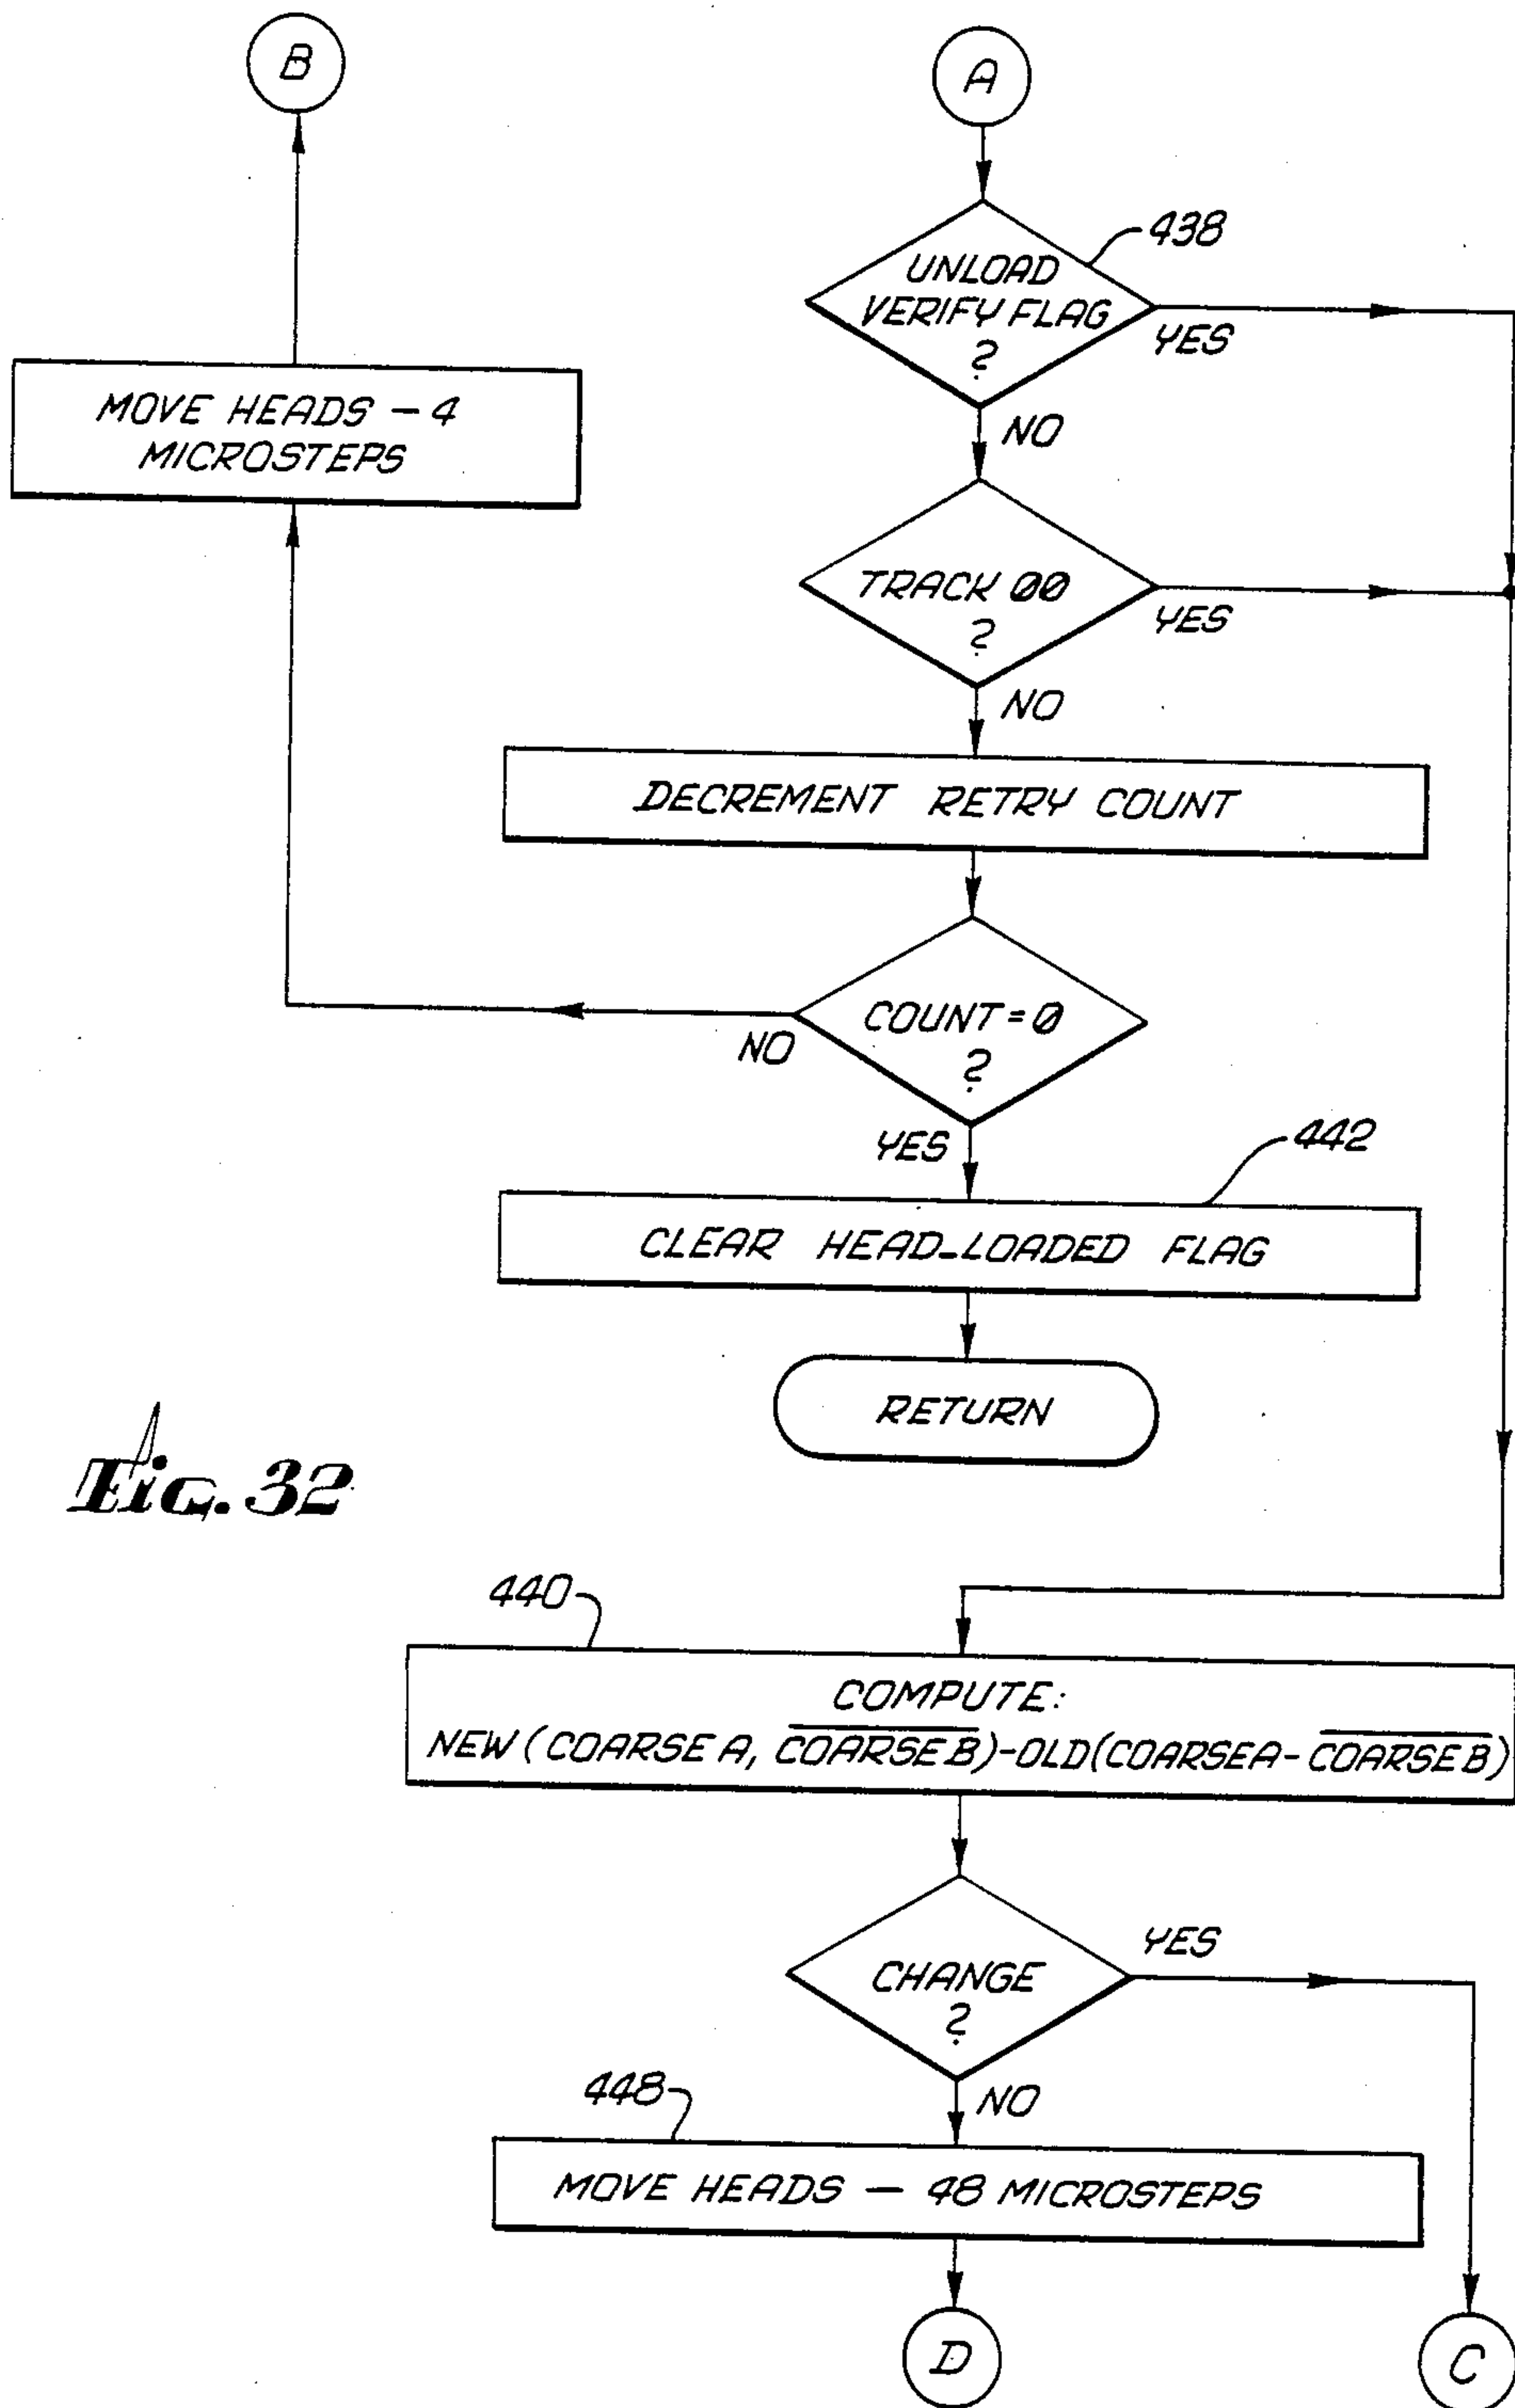 B
A
438
UNLOAD
VERIFY FLAG
?
YES
NO
MOVE HEADS - 4
MICROSTEPS
TRACK 00
?
YES
NO
DECREMENT RETRY COUNT
COUNT = 0
?
NO
YES
442
CLEAR HEAD-LOADED FLAG
RETURN
Fig. 32
440
COMPUTE:
NEW (COARSE A, COARSE B)-OLD(COARSEA-COARSE B)
CHANGE
?
YES
NO
448
MOVE HEADS - 48 MICROSTEPS
D
C